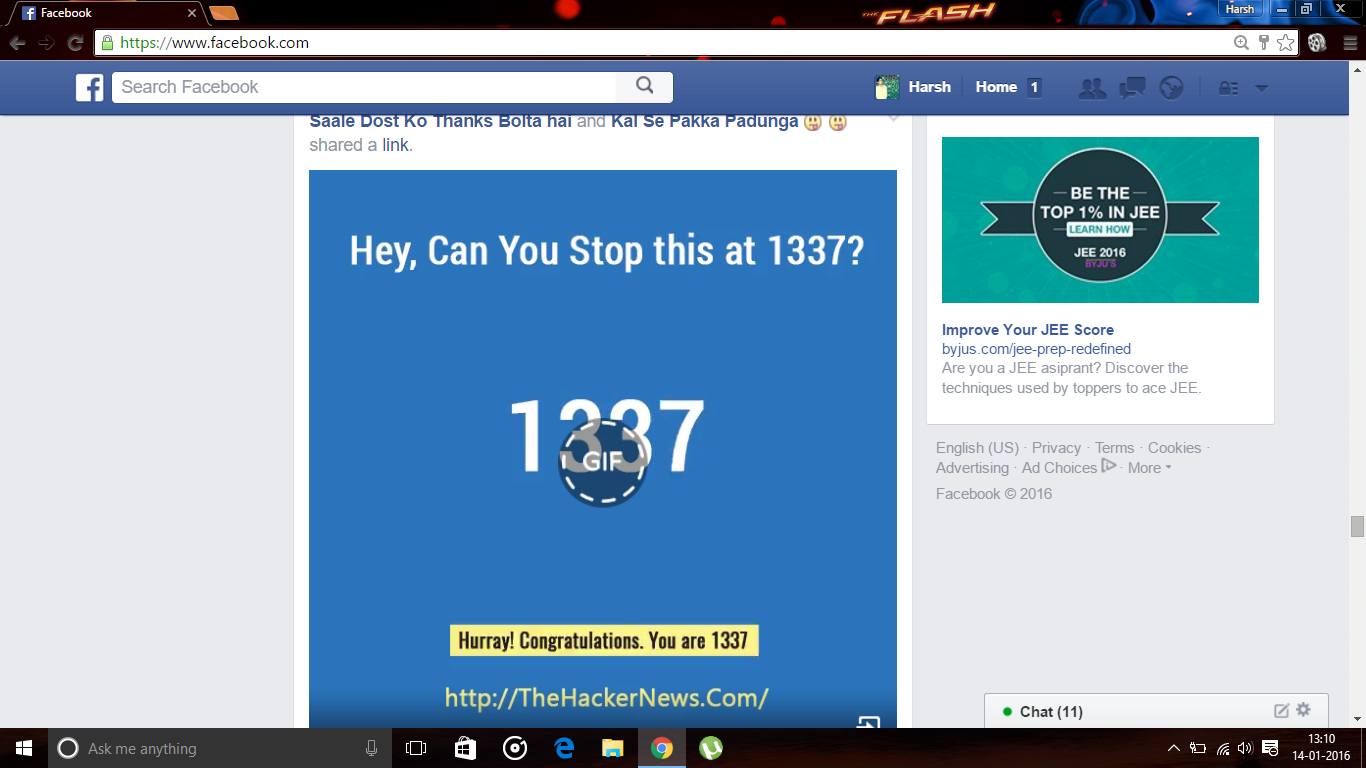 Facebook
THE FLASH
Harsh
https://www.facebook.com
Search Facebook
Harsh
Home 1
Saale Dost Ko Thanks Bolta hai and Kal Se Pakka Padunga
shared a link.
Hey, Can You Stop this at 1337?
1337
GIF
Hurray! Congratulations. You are 1337
http://TheHackerNews.Com/
BE THE
TOP 1% IN JEE
LEARN HOW
JEE 2016
BYJU'S
Improve Your JEE Score
byjus.com/jee-prep-redefined
Are you a JEE asiprant? Discover the
techniques used by toppers to ace JEE.
English (US) · Privacy · Terms · Cookies ·
Advertising · Ad Choices · More
Facebook © 2016
Chat (11)
Ask me anything
13:10
14-01-2016